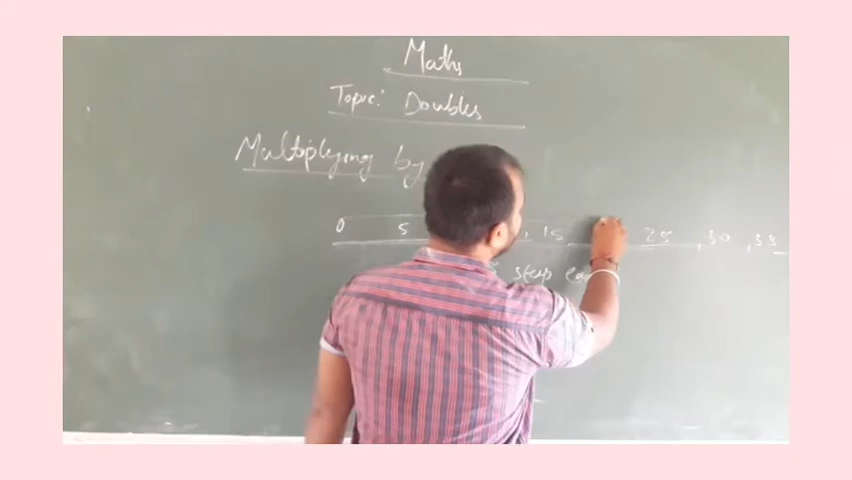 Maths
Topic: Doubles
Multiplying by
0 5 , 15 25 , 30 , 35
step